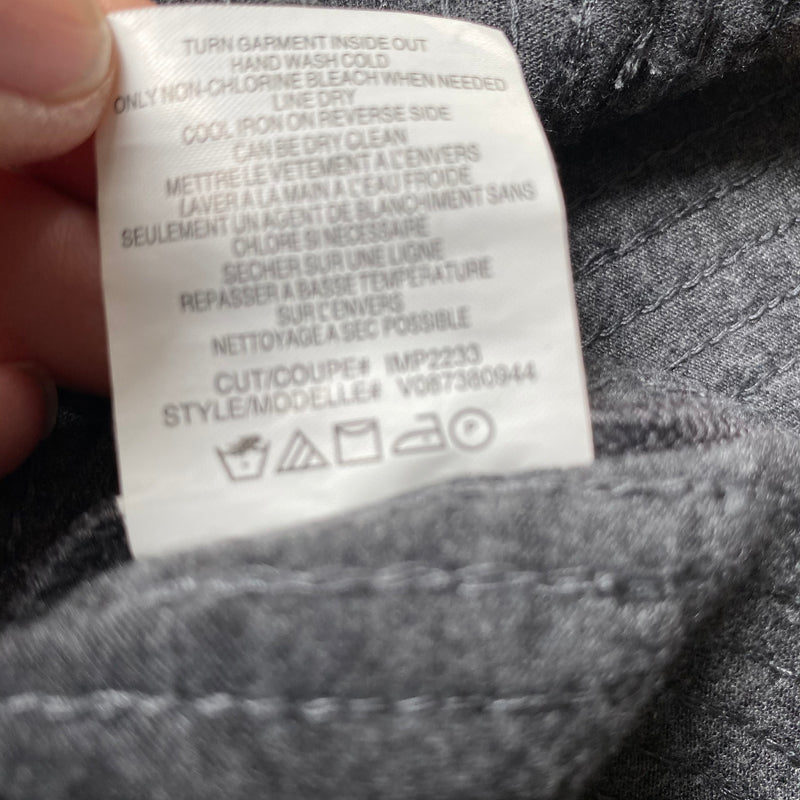 TURN GARMENT INSIDE OUT
HAND WASH COLD
ONLY NON-CHLORINE BLEACH WHEN NEEDED
LINE DRY
COOL IRON ON REVERSE SIDE
CAN BE DRY CLEAN
METTRE LE VETEMENT A L'ENVERS
LAVER A LA MAIN A L'EAU FROIDE
SEULEMENT UN AGENT DE BLANCHIMENT SANS
CHLORE SI NECESSAIRE
SECHER SUR UNE LIGNE
REPASSER A BASSE TEMPERATURE
SUR L'ENVERS
NETTOYAGE A SEC POSSIBLE
CUT/COUPE# IMP2233
STYLE/MODELLE# V087380944
P